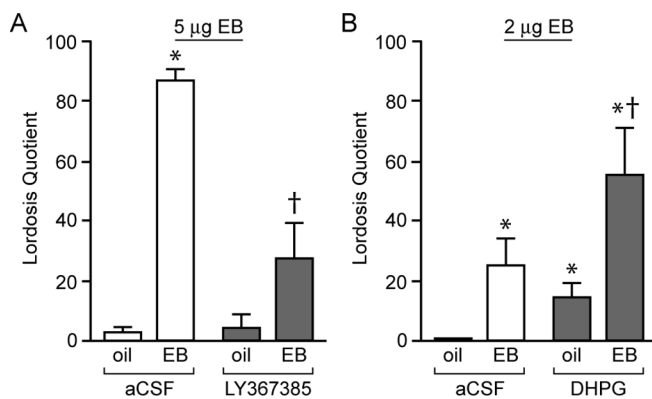 A
5 µg EB
Lordosis Quotient
100
80
60
40
20
0
*
†
oil
EB
oil
EB
aCSF
LY367385
B
2 µg EB
Lordosis Quotient
100
80
60
40
20
0
*
*
*†
oil
EB
oil
EB
aCSF
DHPG